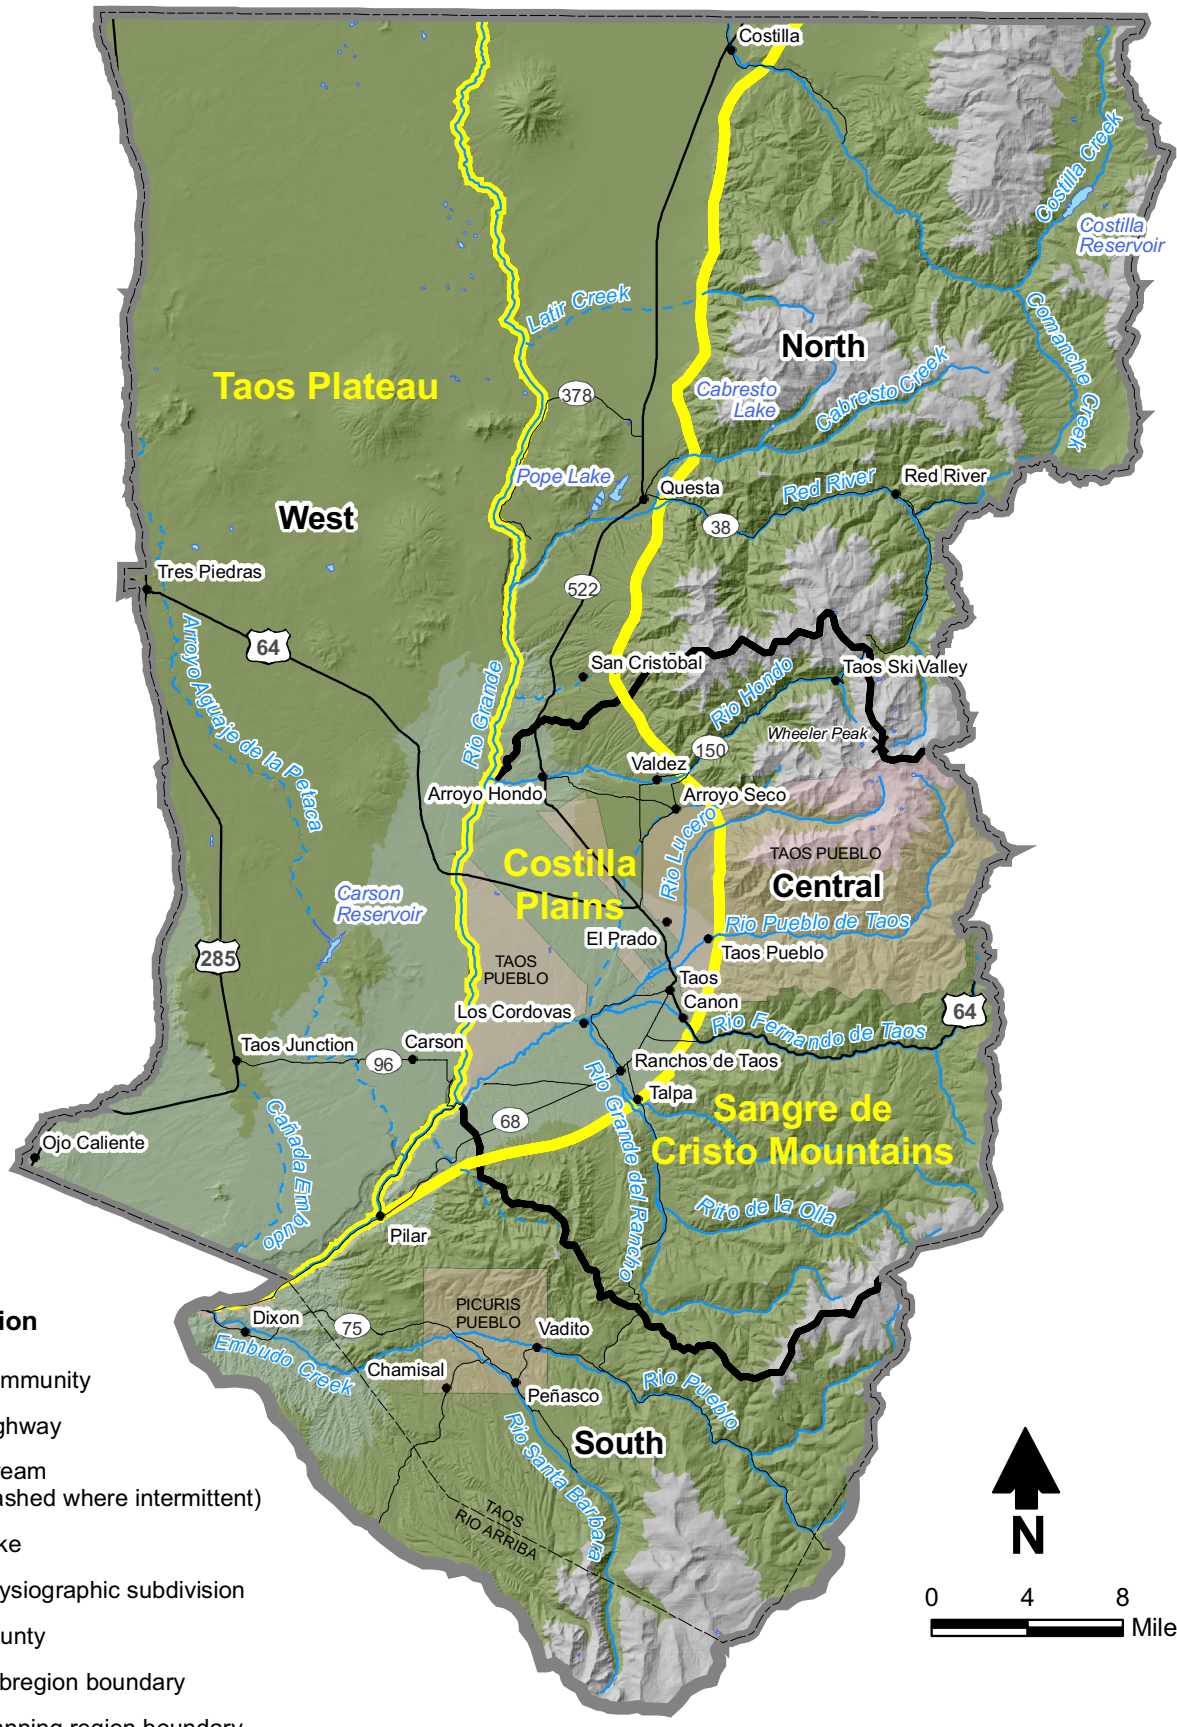 Costilla
Costilla Creek
Costilla
Reservoir
Latir Creek
North
Comanche Creek
Taos Plateau
378
Cabresto
Lake
Cabresto Creek
Pope Lake
Questa
Red River
Red River
West
38
Tres Piedras
522
64
Arroyo Aguaje de la Petaca
San Cristobal
Taos Ski Valley
Rio Grande
Rio Hondo
Wheeler Peak
150
Valdez
Arroyo Hondo
Arroyo Seco
Costilla
Plains
Rio Lucero
TAOS PUEBLO
Central
Carson
Reservoir
Rio Pueblo de Taos
El Prado
Taos Pueblo
285
TAOS
PUEBLO
Taos
Canon
64
Los Cordovas
Rio Fernando de Taos
Taos Junction
96
Carson
Ranchos de Taos
Talpa
68
Sangre de
Cristo Mountains
Ojo Caliente
Cañada Embudo
Rio Grande del Rancho
Rito de la Olla
Pilar
PICURIS
PUEBLO
Dixon
75
Vadito
Embudo Creek
Chamisal
Peñasco
Rio Pueblo
Rio Santa Barbara
South
TAOS
RIO ARRIBA
N
0 4 8
Mile
ion
mmunity
ghway
ream
ashed where intermittent)
ke
ysiographic subdivision
unty
bregion boundary
anning region boundary